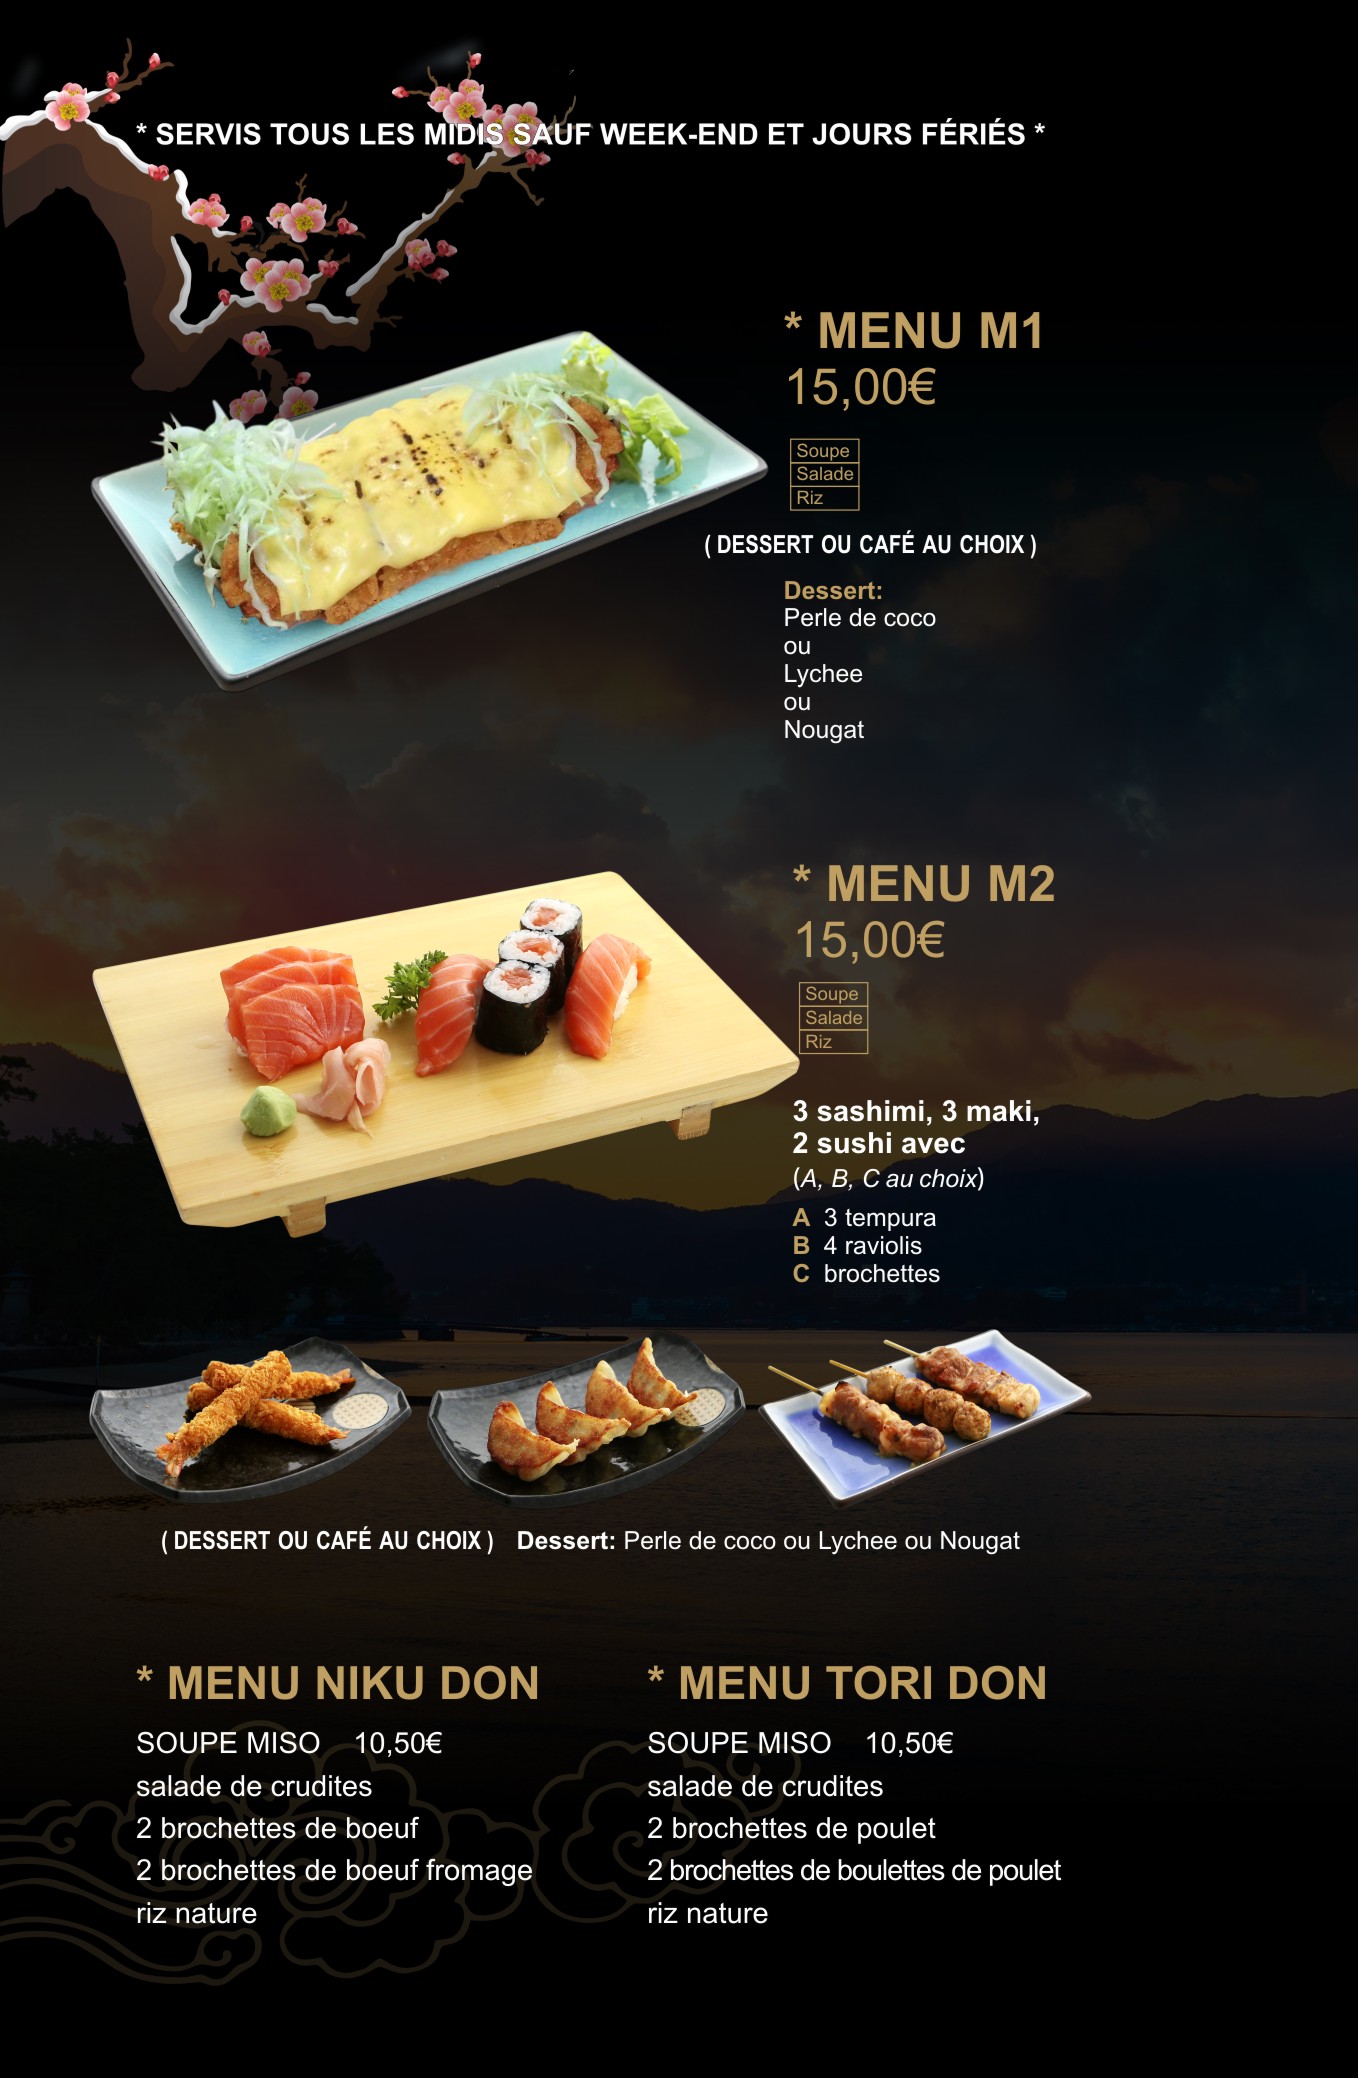 * SERVIS TOUS LES MIDIS SAUF WEEK-END ET JOURS FÉRIÉS *
* MENU M1
15,00€
Soupe
Salade
Riz
( DESSERT OU CAFÉ AU CHOIX )
Dessert:
Perle de coco
ou
Lychee
ou
Nougat
* MENU M2
15,00€
Soupe
Salade
Riz
3 sashimi, 3 maki,
2 sushi avec
(A, B, C au choix)
A 3 tempura
B 4 raviolis
C brochettes
( DESSERT OU CAFÉ AU CHOIX ) Dessert: Perle de coco ou Lychee ou Nougat
* MENU NIKU DON
SOUPE MISO 10,50€
salade de crudites
2 brochettes de boeuf
2 brochettes de boeuf fromage
riz nature
* MENU TORI DON
SOUPE MISO 10,50€
salade de crudites
2 brochettes de poulet
2 brochettes de boulettes de poulet
riz nature